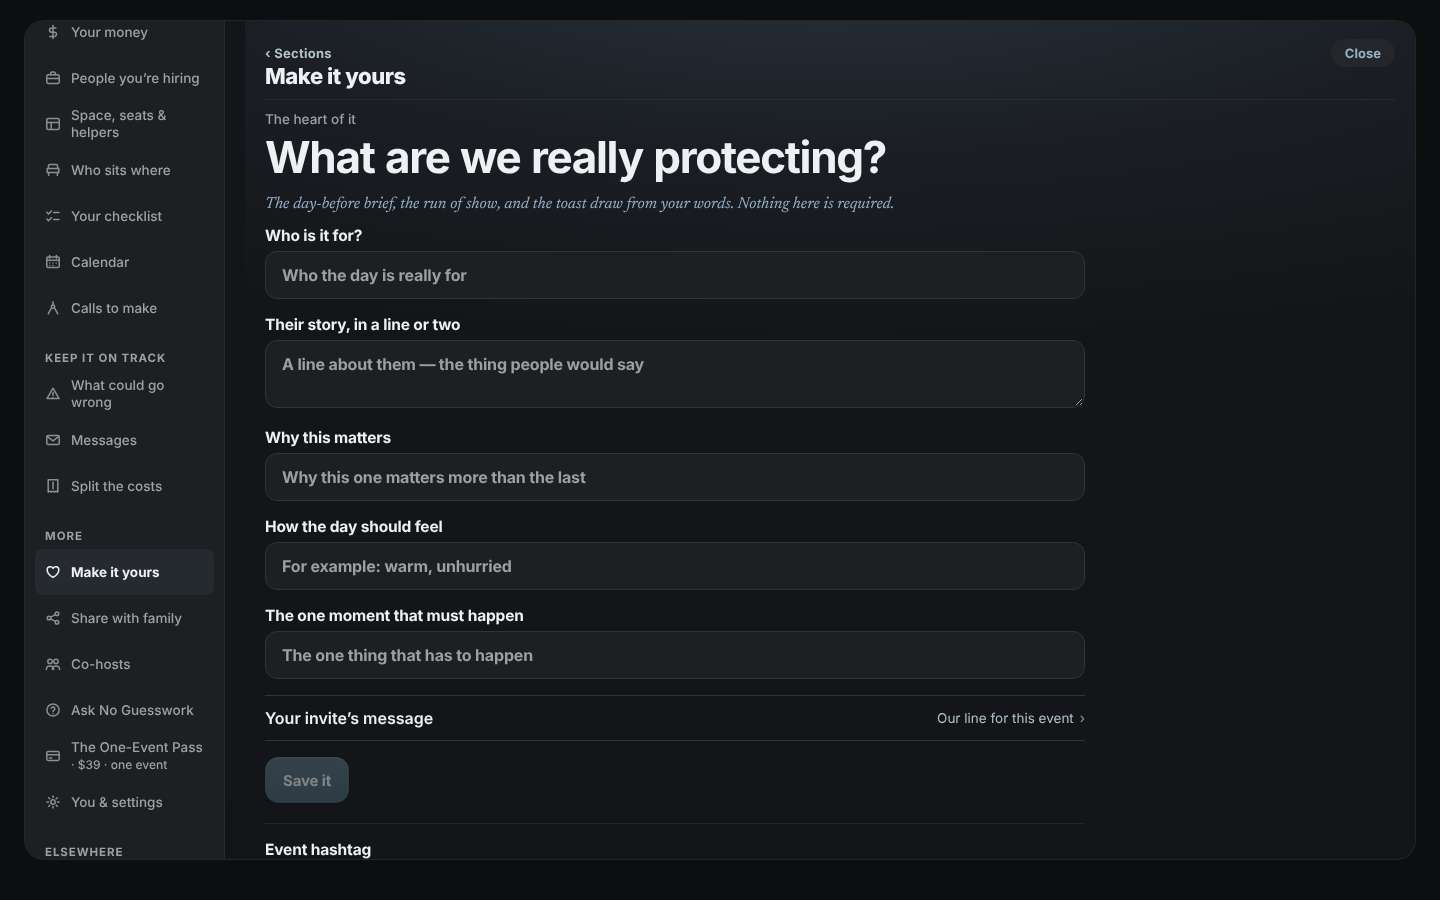 Your money
People you're hiring
Space, seats &
helpers
Who sits where
Your checklist
Calendar
Calls to make
KEEP IT ON TRACK
What could go
wrong
Messages
Split the costs
MORE
Make it yours
Share with family
Co-hosts
Ask No Guesswork
The One-Event Pass
· $39 · one event
You & settings
ELSEWHERE
‹ Sections
Make it yours
Close
The heart of it
What are we really protecting?
The day-before brief, the run of show, and the toast draw from your words. Nothing here is required.
Who is it for?
Who the day is really for
Their story, in a line or two
A line about them — the thing people would say
Why this matters
Why this one matters more than the last
How the day should feel
For example: warm, unhurried
The one moment that must happen
The one thing that has to happen
Your invite’s message
Our line for this event ›
Save it
Event hashtag